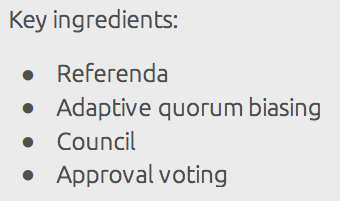 Key ingredients:
● Referenda
● Adaptive quorum biasing
● Council
● Approval voting